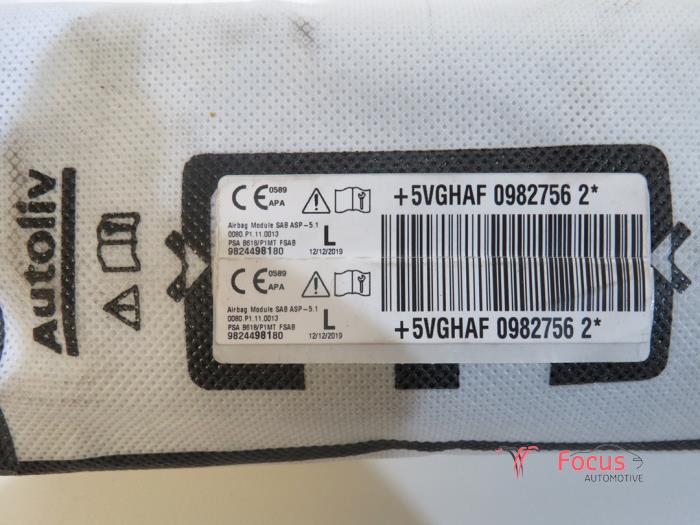 Autoliv
CE 0589
APA
+5VGHAF 0982756 2*
Airbag Module SAB ASP-5.1
0080.P1.11.0013
PSA B618/P1MT FSAB
9824498180
L
12/12/2019
CE 0589
APA
Airbag Module SAB ASP-5.1
0080.P1.11.0013
PSA B618/P1MT FSAB
9824498180
L
12/12/2019
+5VGHAF 0982756 2*
Focus
AUTOMOTIVE